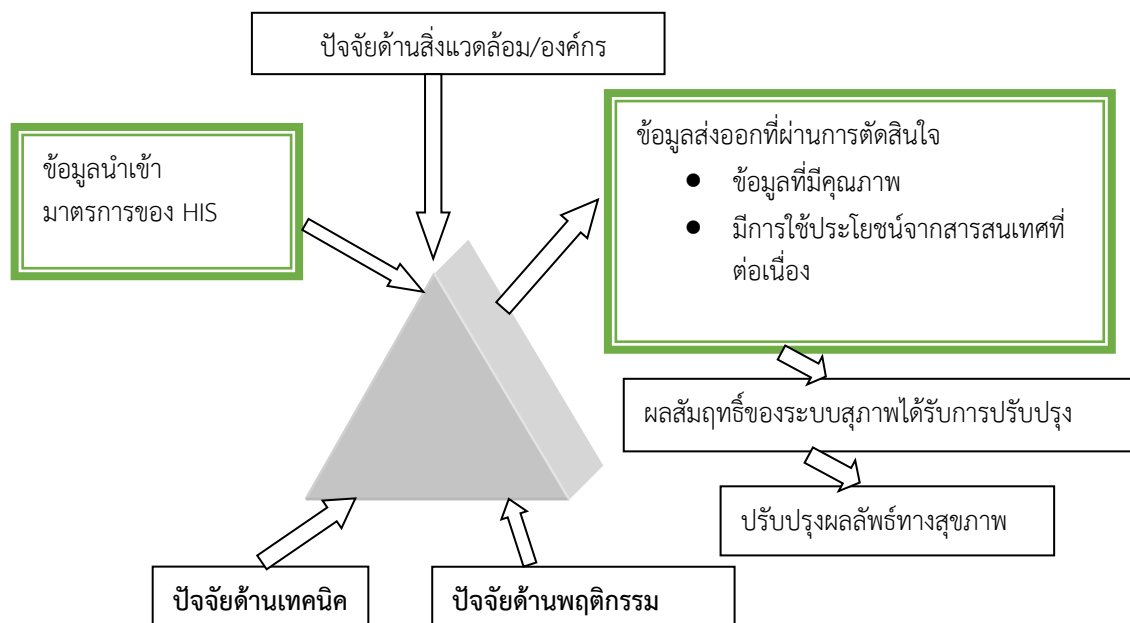 ปัจจัยด้านสิ่งแวดล้อม/องค์กร
ข้อมูลนำเข้า
มาตรการของ HIS
ข้อมูลส่งออกที่ผ่านการตัดสินใจ
● ข้อมูลที่มีคุณภาพ
● มีการใช้ประโยชน์จากสารสนเทศที่
ต่อเนื่อง
ผลสัมฤทธิ์ของระบบสุภาพได้รับการปรับปรุง
ปรับปรุงผลลัพธ์ทางสุขภาพ
ปัจจัยด้านเทคนิค
ปัจจัยด้านพฤติกรรม